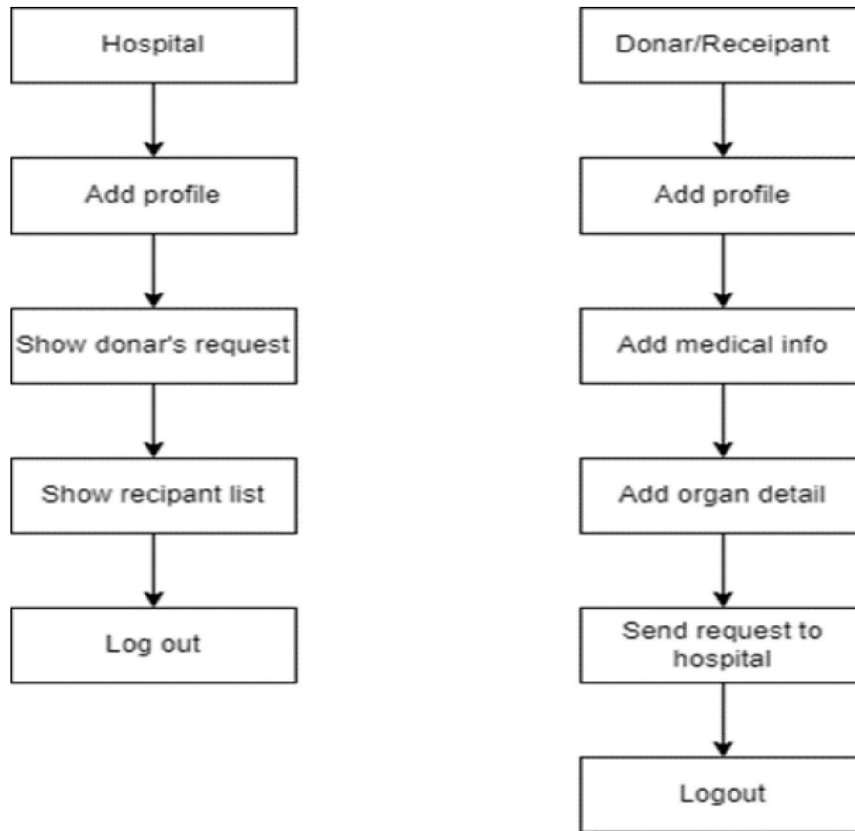 Hospital
Add profile
Show donar's request
Show recipant list
Log out
Donar/Receipant
Add profile
Add medical info
Add organ detail
Send request to
hospital
Logout